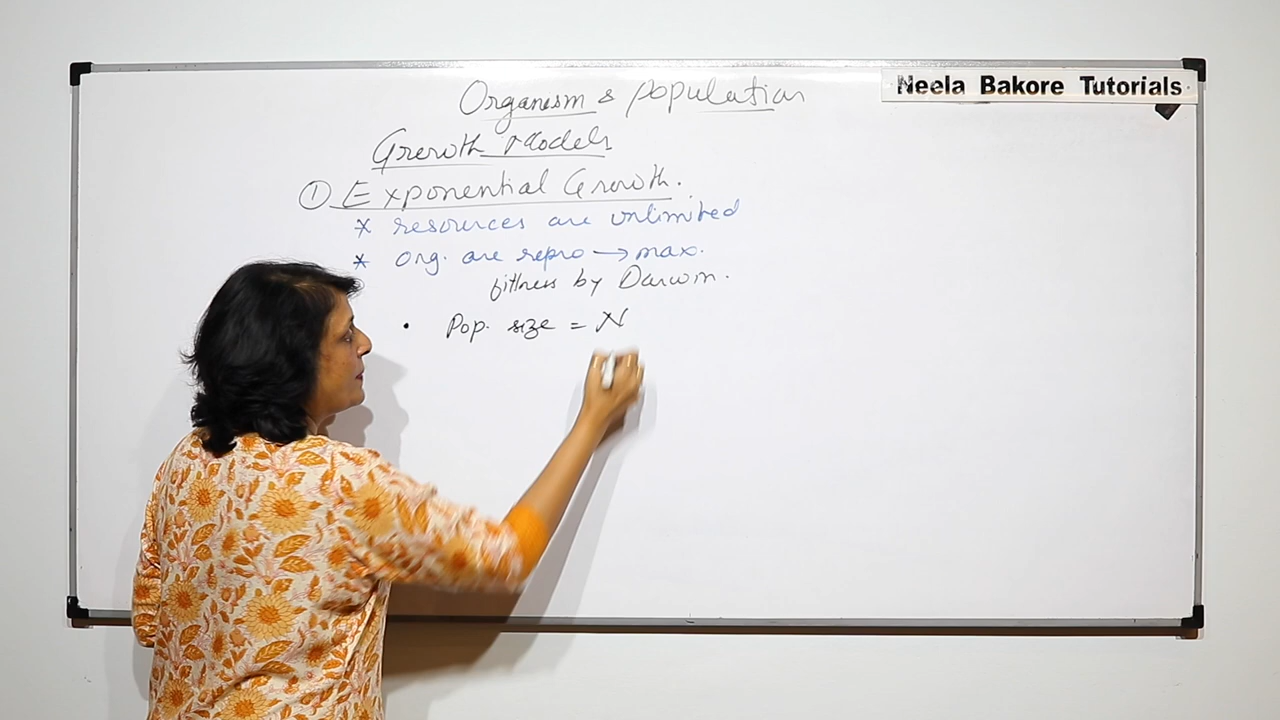 Neela Bakore Tutorials
Organism & population
Growth Models
① Exponential Growth.
* resources are unlimited
* org. are repro → max.
fitness by Darwin.
• Pop. size = N